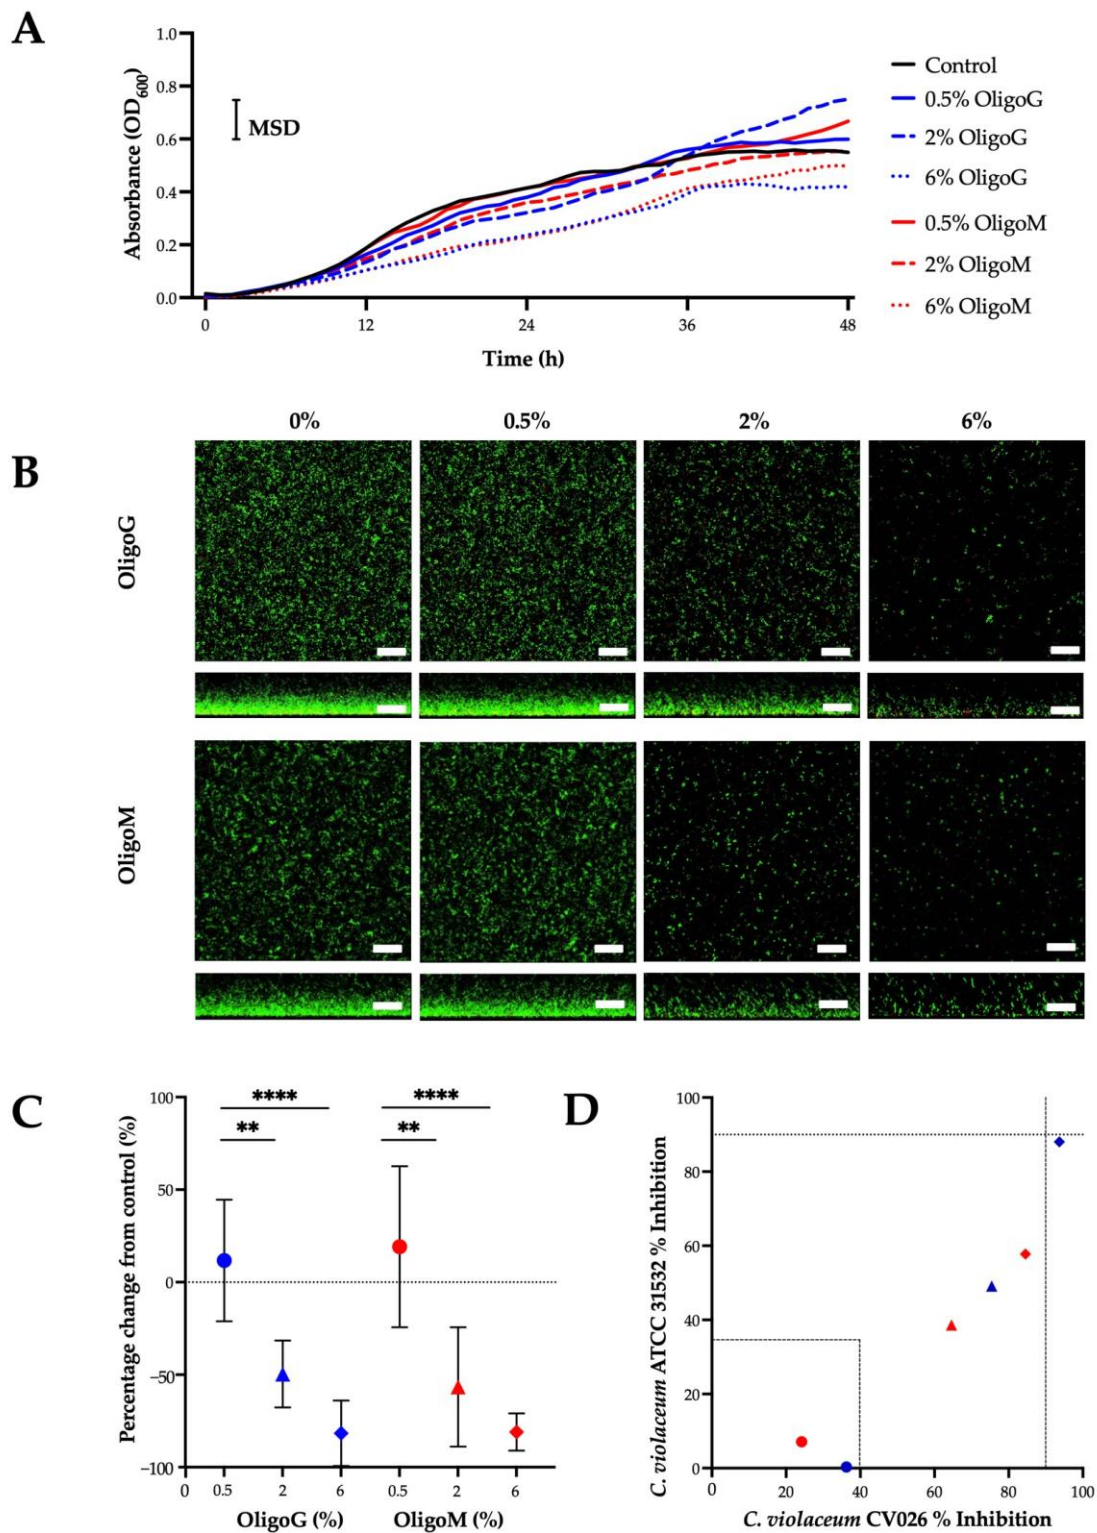 A
1.0
0.8
0.6
0.4
0.2
0.0
Absorbance (OD600)
MSD
0 12 24 36 48
Time (h)
Control
0.5% OligoG
2% OligoG
6% OligoG
0.5% OligoM
2% OligoM
6% OligoM
B
0% 0.5% 2% 6%
OligoG
OligoM
C
Percentage change from control (%)
100
50
0
−50
−100
**** ****
** **
0 0.5 2 6 0.5 2 6
OligoG (%) OligoM (%)
D
C. violaceum ATCC 31532 % Inhibition
100
80
60
40
20
0
0 20 40 60 80 100
C. violaceum CV026 % Inhibition